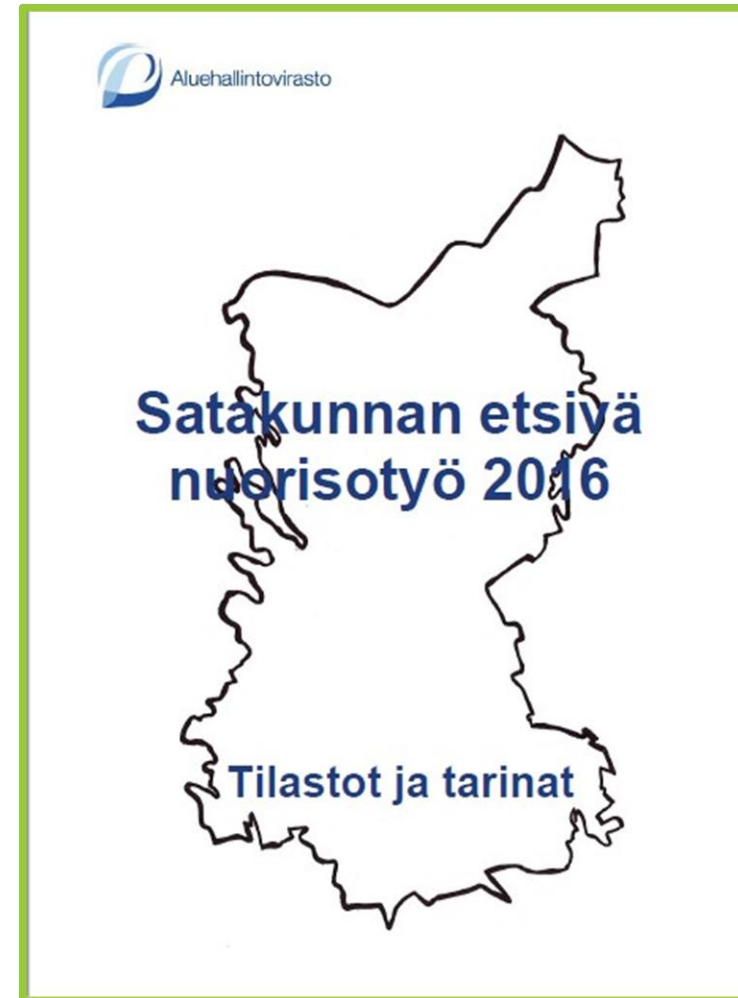 Aluehallintovirasto
Satakunnan etsivä
nuorisotyö 2016
Tilastot ja tarinat